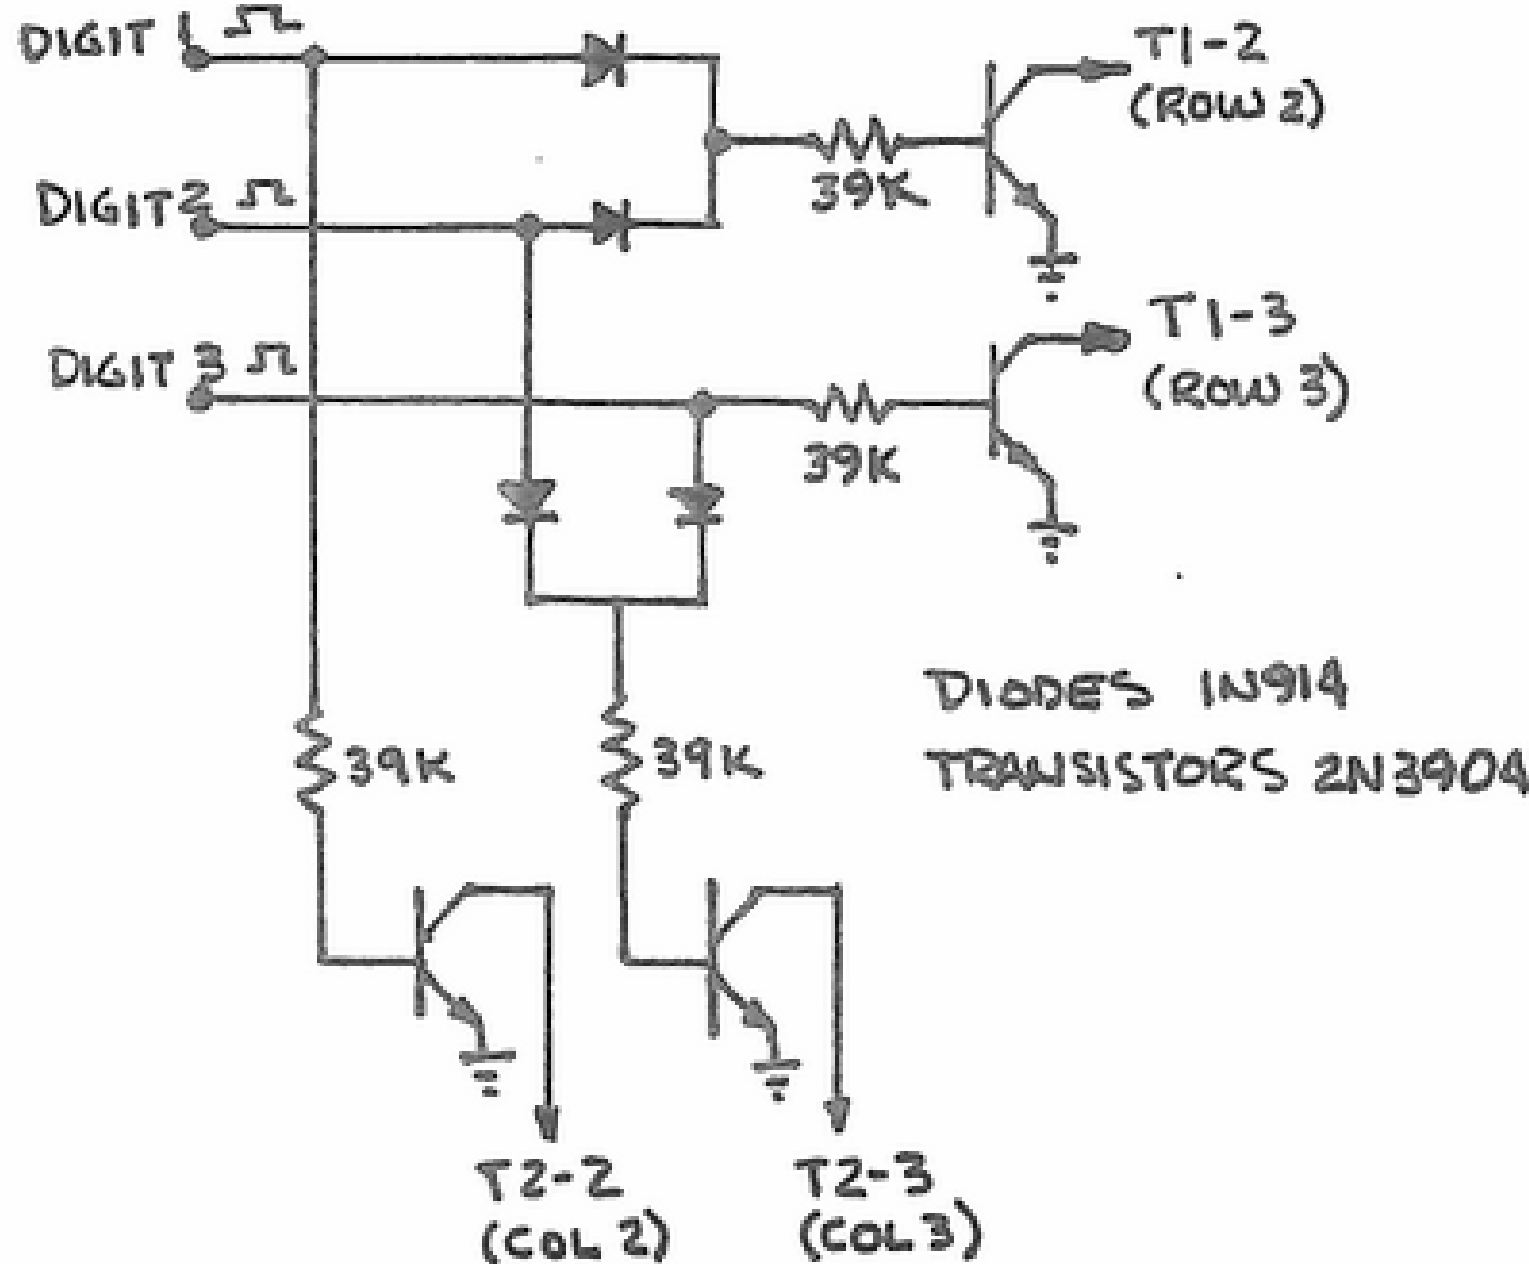 DIGIT 1
T1-2
(ROW 2)
39K
DIGIT 2
T1-3
(ROW 3)
DIGIT 3
39K
DIODES 1N914
39K
39K
TRANSISTORS 2N3904
T2-2
(COL 2)
T2-3
(COL 3)